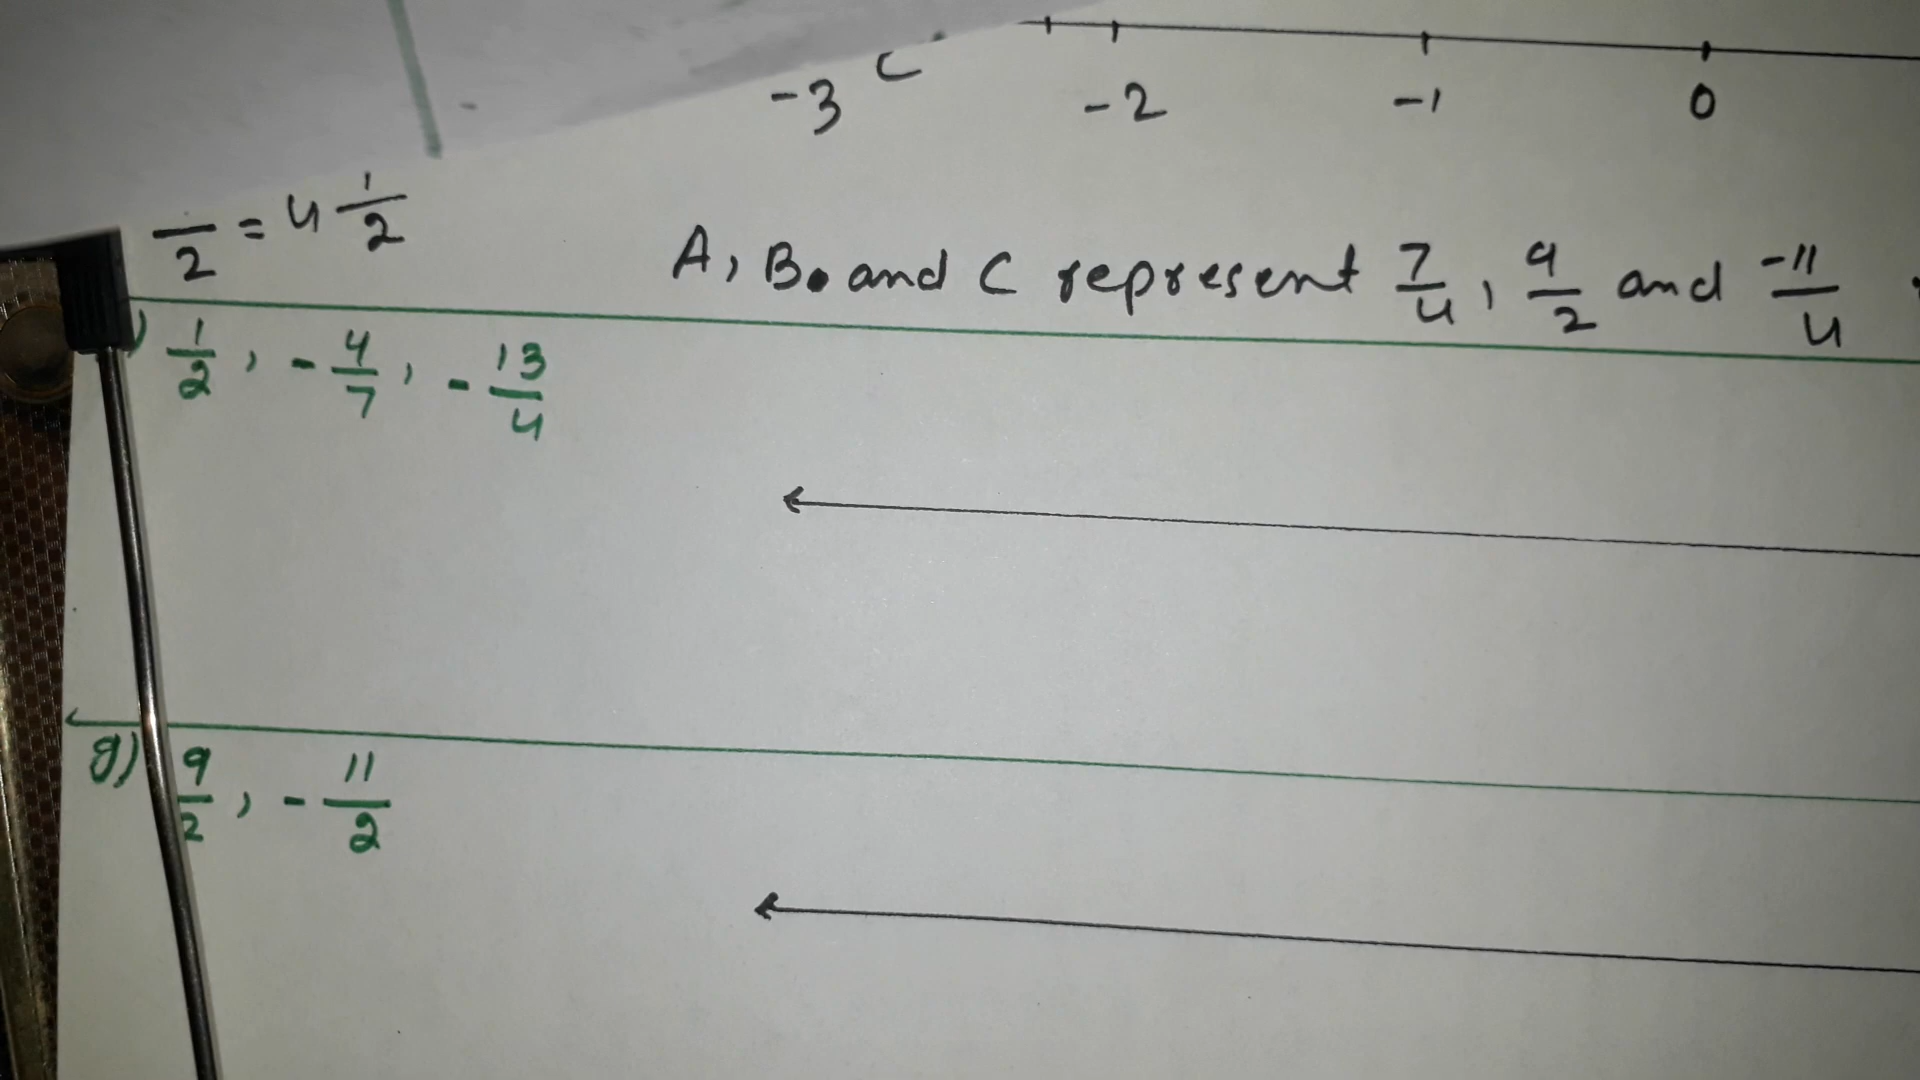 -3 C -2 -1 0
/2 = 4 1/2
A, B and C represent 7/4, 9/2 and -11/4
) 1/2, -4/7, -13/4
g) 9/2, -11/2